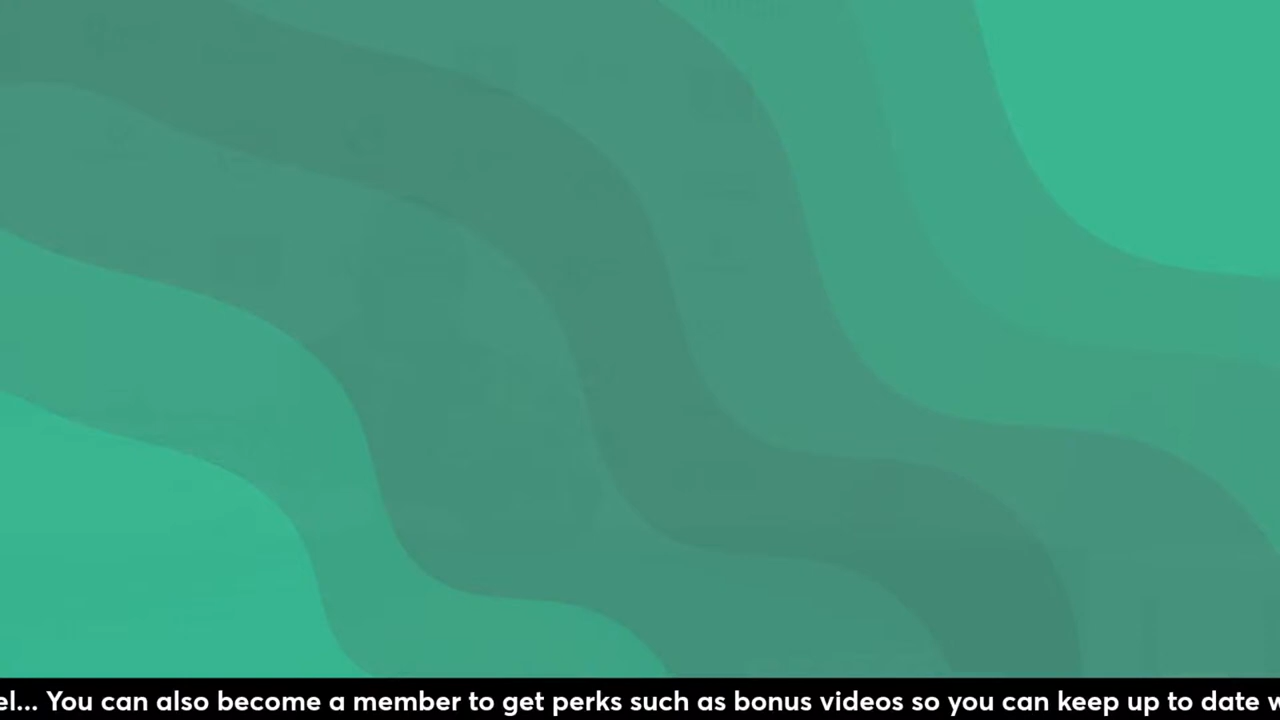 el... You can also become a member to get perks such as bonus videos so you can keep up to date w